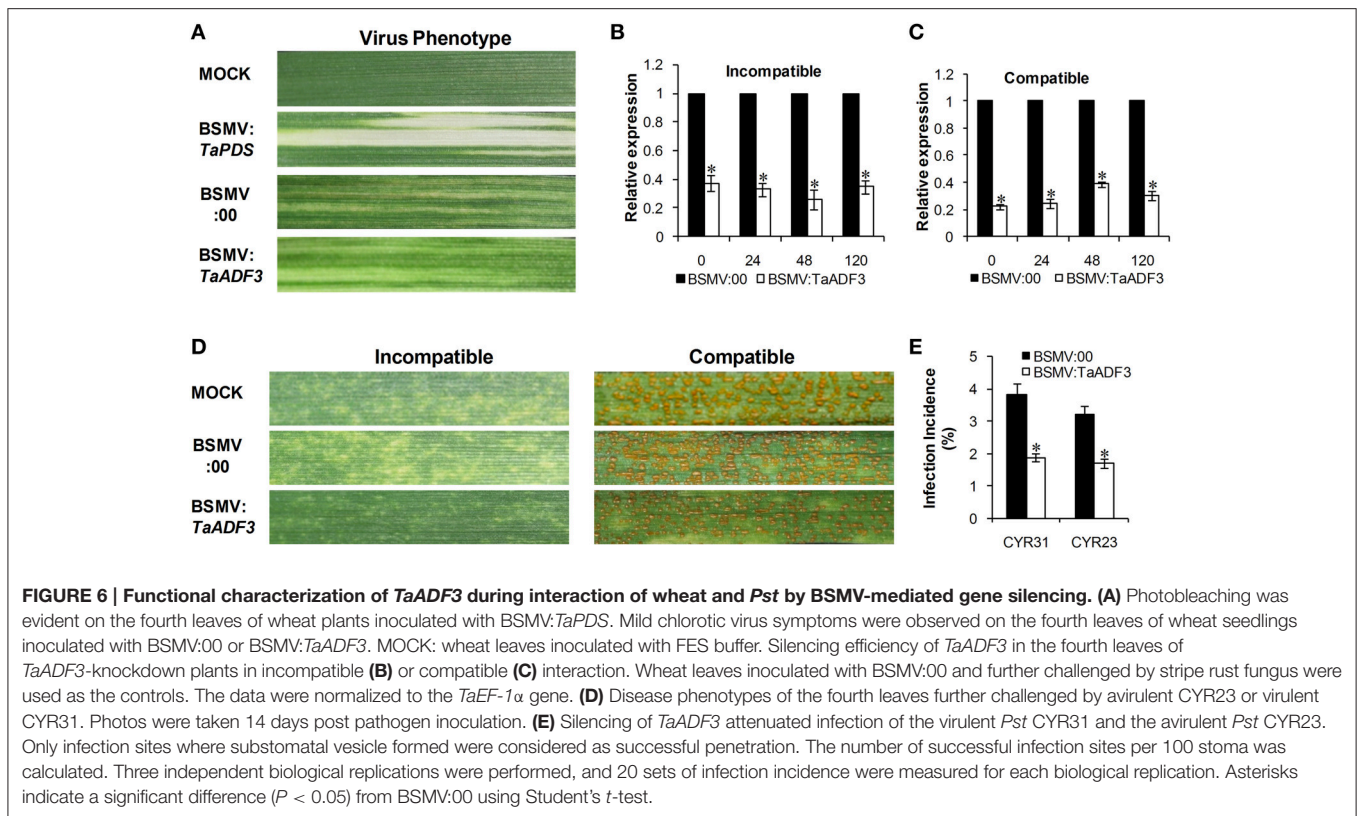 A
Virus Phenotype
MOCK
BSMV:
TaPDS
BSMV
:00
BSMV:
TaADF3
B
Incompatible
Relative expression
1.2
1
0.8
0.6
0.4
0.2
0
* * * *
0 24 48 120
■BSMV:00 □BSMV:TaADF3
C
Compatible
Relative expression
1.2
1
0.8
0.6
0.4
0.2
0
* * * *
0 24 48 120
■BSMV:00 □BSMV:TaADF3
D
Incompatible Compatible
MOCK
BSMV
:00
BSMV:
TaADF3
E
■BSMV:00
□BSMV:TaADF3
Infection Incidence
(%)
5
4
3
2
1
0
* *
CYR31 CYR23
FIGURE 6 | Functional characterization of TaADF3 during interaction of wheat and Pst by BSMV-mediated gene silencing. (A) Photobleaching was
evident on the fourth leaves of wheat plants inoculated with BSMV:TaPDS. Mild chlorotic virus symptoms were observed on the fourth leaves of wheat seedlings
inoculated with BSMV:00 or BSMV:TaADF3. MOCK: wheat leaves inoculated with FES buffer. Silencing efficiency of TaADF3 in the fourth leaves of
TaADF3-knockdown plants in incompatible (B) or compatible (C) interaction. Wheat leaves inoculated with BSMV:00 and further challenged by stripe rust fungus were
used as the controls. The data were normalized to the TaEF-1α gene. (D) Disease phenotypes of the fourth leaves further challenged by avirulent CYR23 or virulent
CYR31. Photos were taken 14 days post pathogen inoculation. (E) Silencing of TaADF3 attenuated infection of the virulent Pst CYR31 and the avirulent Pst CYR23.
Only infection sites where substomatal vesicle formed were considered as successful penetration. The number of successful infection sites per 100 stoma was
calculated. Three independent biological replications were performed, and 20 sets of infection incidence were measured for each biological replication. Asterisks
indicate a significant difference (P < 0.05) from BSMV:00 using Student's t-test.